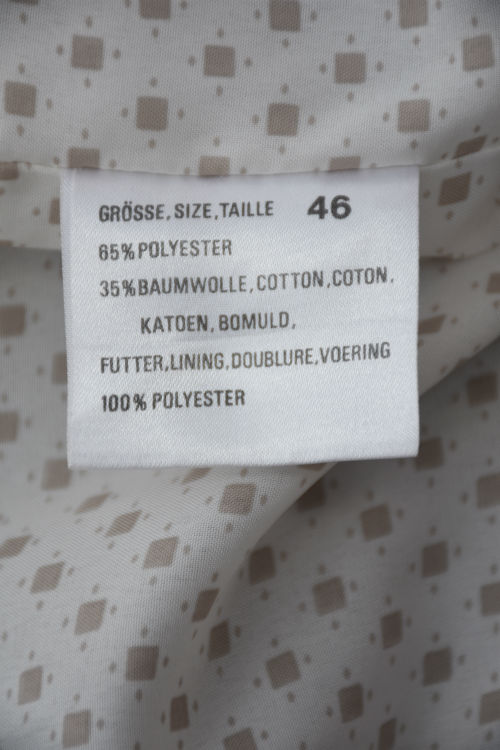 GRÖSSE,SIZE,TAILLE 46
65% POLYESTER
35% BAUMWOLLE,COTTON,COTON,
KATOEN, BOMULD,
FUTTER,LINING,DOUBLURE,VOERING
100% POLYESTER